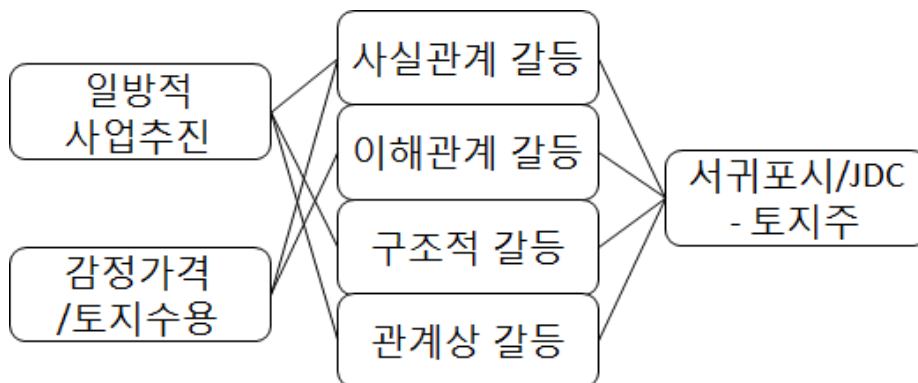 일방적
사업추진
감정가격
/토지수용
사실관계 갈등
이해관계 갈등
구조적 갈등
관계상 갈등
서귀포시/JDC
- 토지주